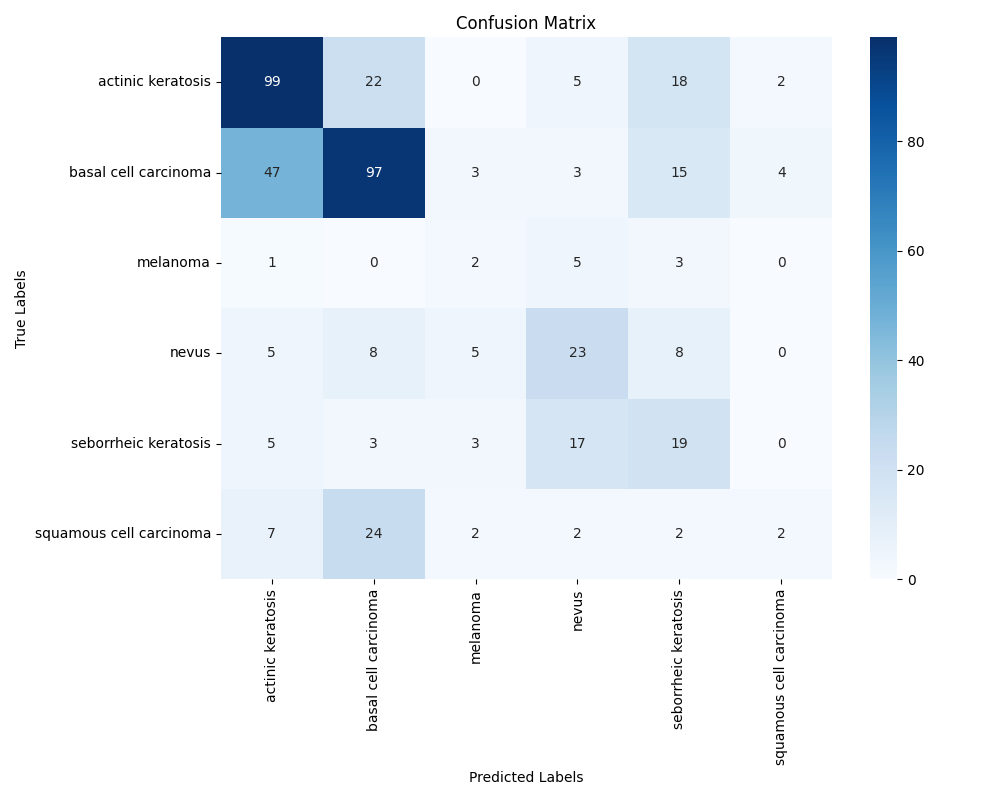 Confusion Matrix
actinic keratosis 99 22 0 5 18 2
basal cell carcinoma 47 97 3 3 15 4
melanoma 1 0 2 5 3 0
nevus 5 8 5 23 8 0
seborrheic keratosis 5 3 3 17 19 0
squamous cell carcinoma 7 24 2 2 2 2
True Labels
actinic keratosis
basal cell carcinoma
melanoma
nevus
seborrheic keratosis
squamous cell carcinoma
Predicted Labels
80
60
40
20
0